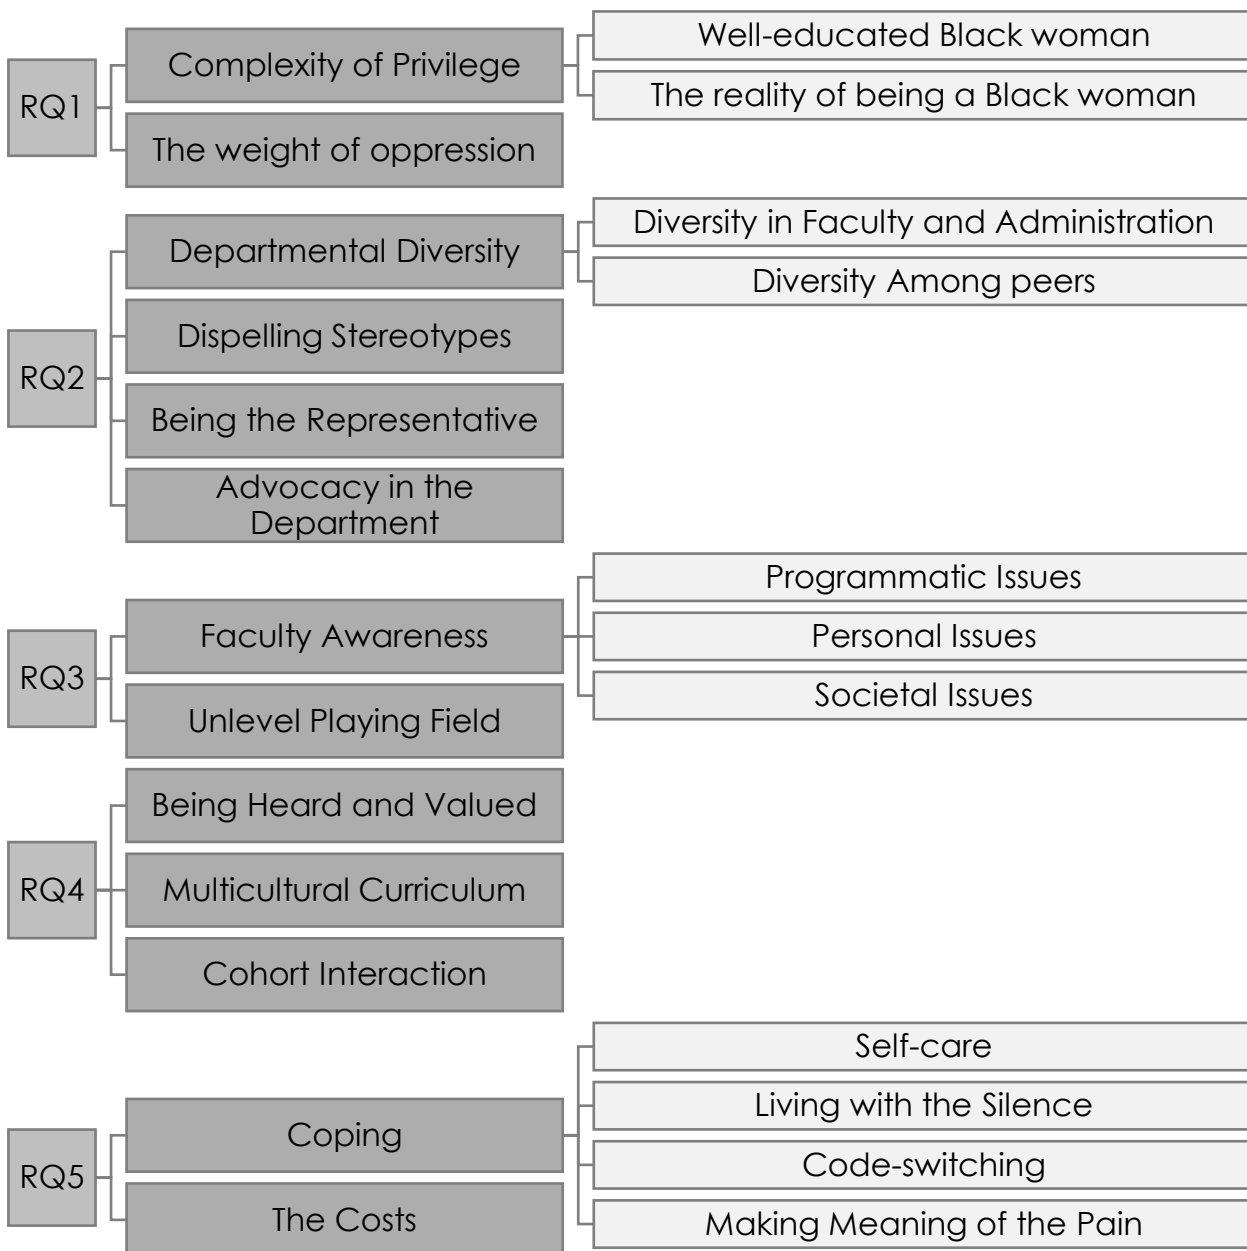 RQ1
Complexity of Privilege
Well-educated Black woman
The reality of being a Black woman
The weight of oppression
RQ2
Departmental Diversity
Diversity in Faculty and Administration
Diversity Among peers
Dispelling Stereotypes
Being the Representative
Advocacy in the
Department
RQ3
Faculty Awareness
Programmatic Issues
Personal Issues
Societal Issues
Unlevel Playing Field
RQ4
Being Heard and Valued
Multicultural Curriculum
Cohort Interaction
RQ5
Coping
Self-care
Living with the Silence
Code-switching
Making Meaning of the Pain
The Costs